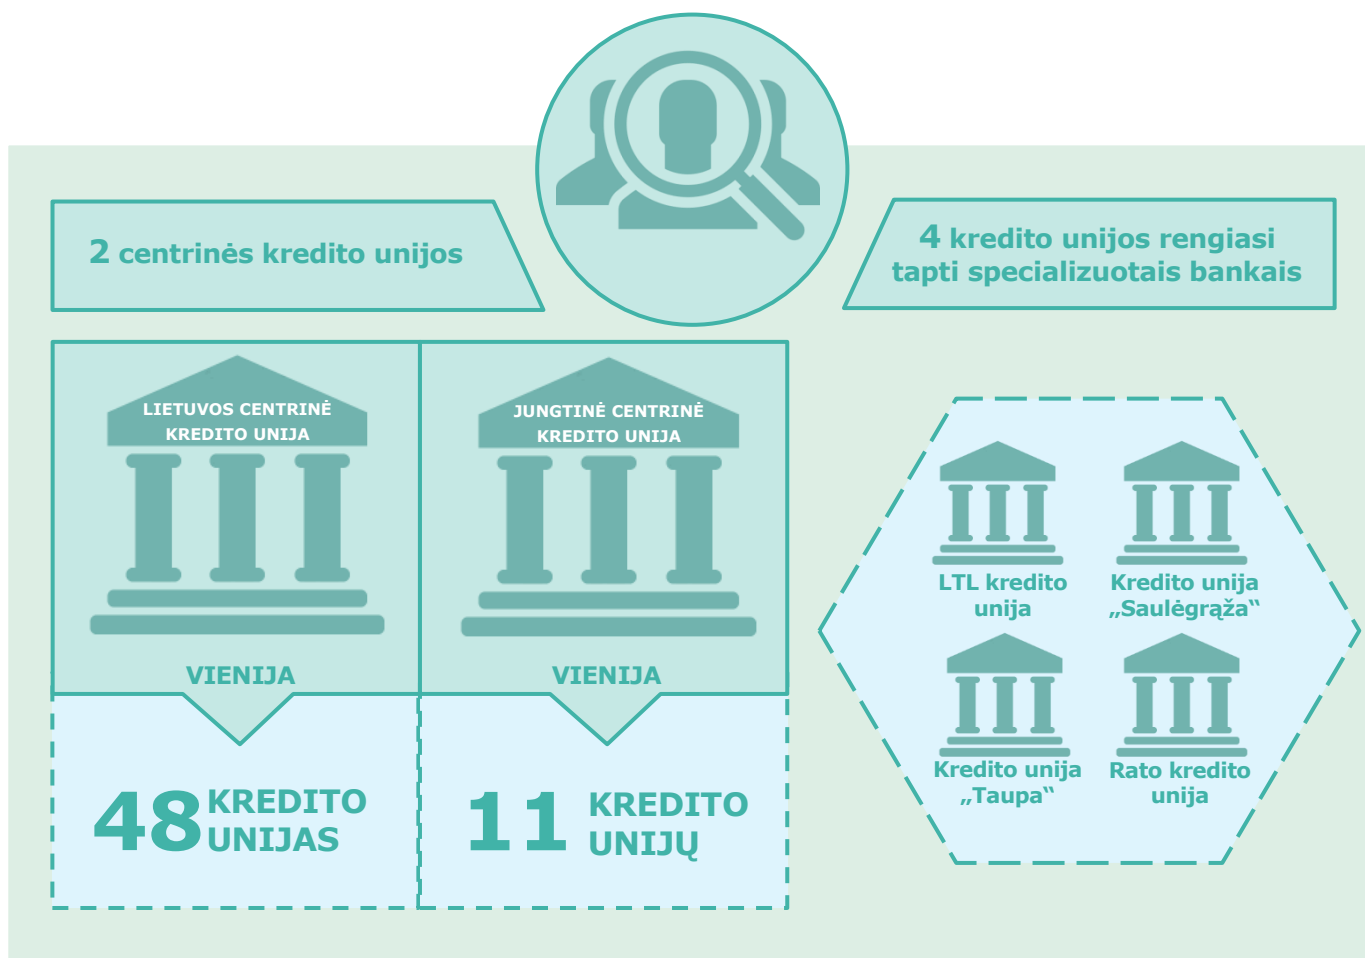 2 centrinės kredito unijos
4 kredito unijos rengiasi
tapti specializuotais bankais
LIETUVOS CENTRINĖ
KREDITO UNIJA
VIENIJA
48 KREDITO
UNIJAS
JUNGTINĖ CENTRINĖ
KREDITO UNIJA
VIENIJA
11 KREDITO
UNIJŲ
LTL kredito
unija
Kredito unija
„Saulėgrąža“
Kredito unija
„Taupa“
Rato kredito
unija